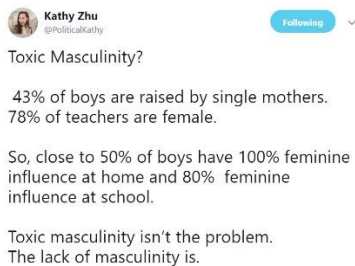 Kathy Zhu
@PoliticalKathy
Following
Toxic Masculinity?
43% of boys are raised by single mothers.
78% of teachers are female.
So, close to 50% of boys have 100% feminine
influence at home and 80% feminine
influence at school.
Toxic masculinity isn't the problem.
The lack of masculinity is.